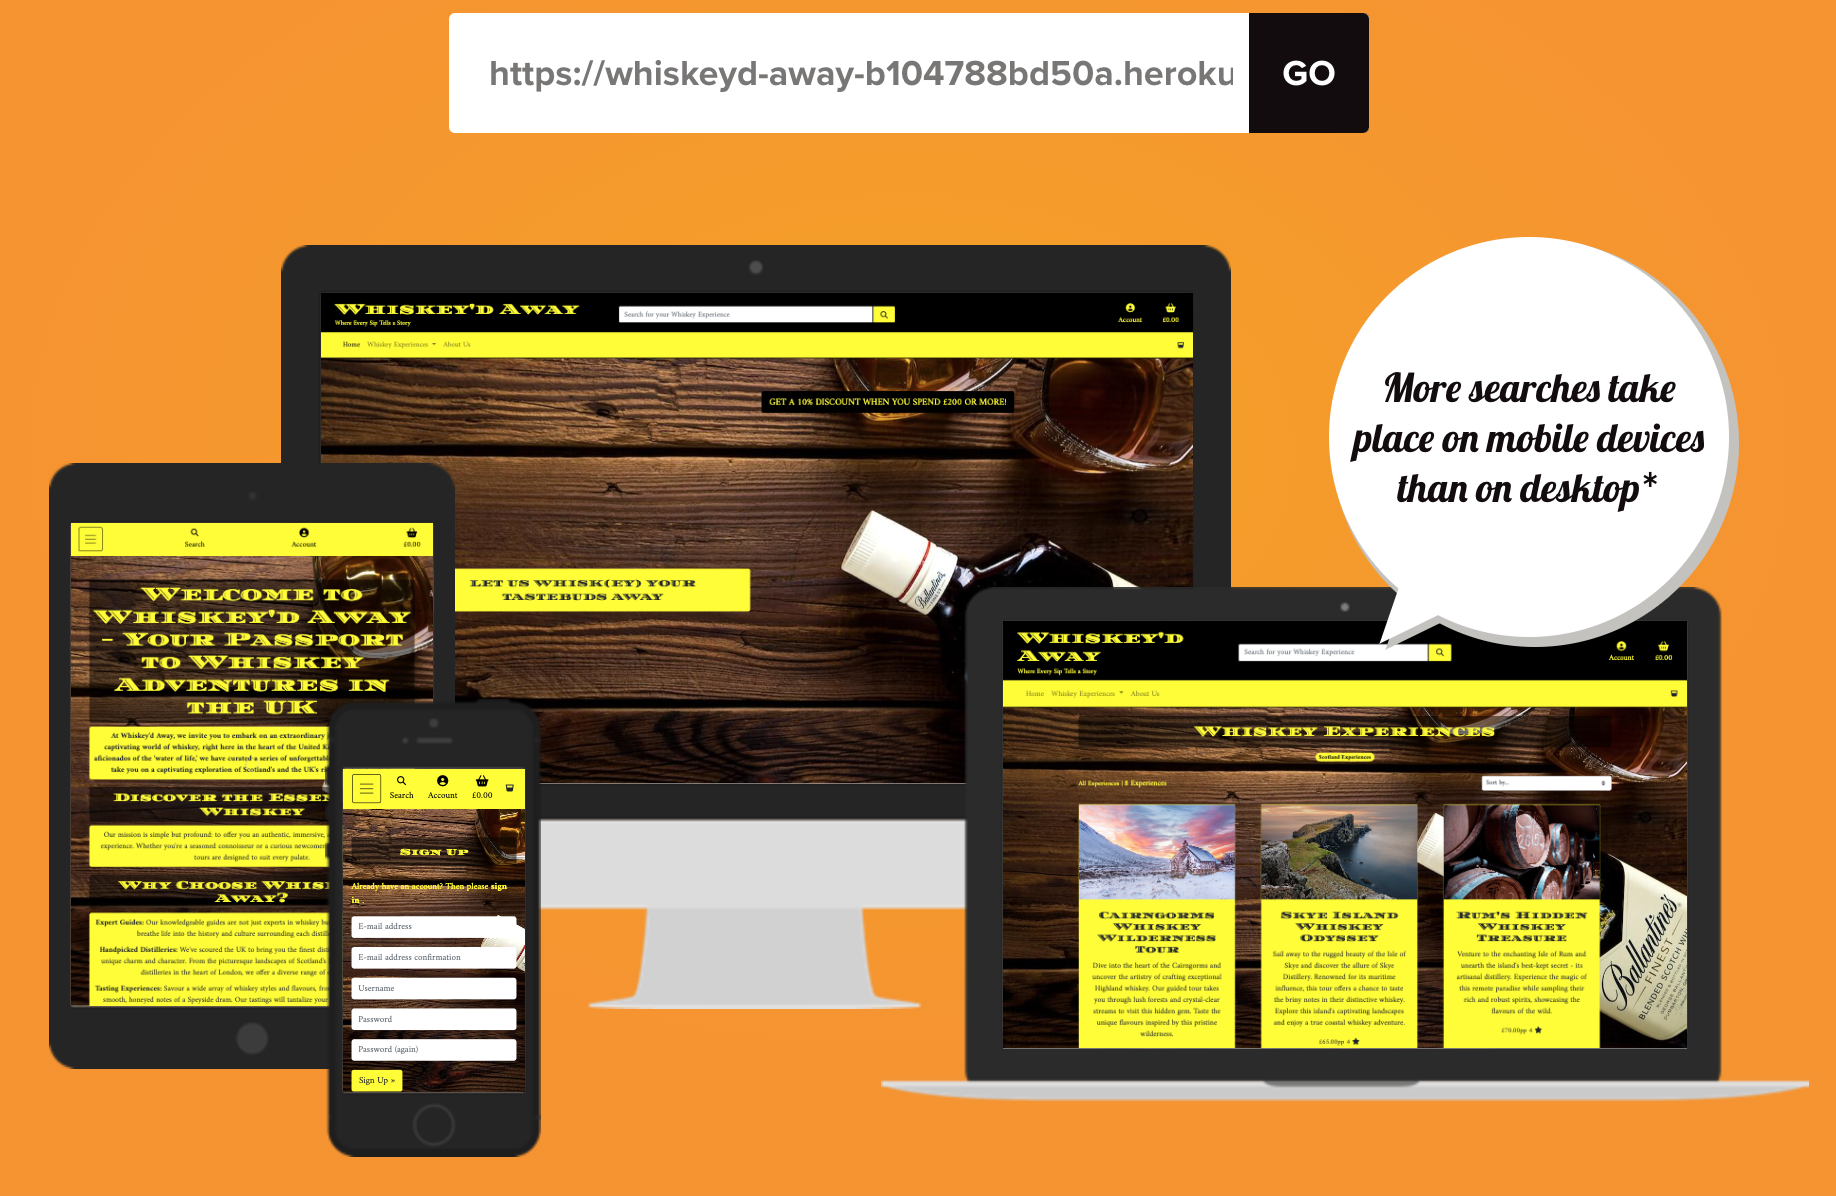 https://whiskeyd-away-b104788bd50a.heroku
GO
More searches take
place on mobile devices
than on desktop*
Whiskey'd Away
Where Every Sip Tells a Story
Search for your Whiskey Experience
Account
£0.00
Home Whiskey Experiences About Us
GET A 10% DISCOUNT WHEN YOU SPEND £200 OR MORE!
LET US WHISK(EY) YOUR
TASTEBUDS AWAY
Ballantine's
Search
Account
£0.00
Welcome to
Whiskey'd Away
- Your Passport
to Whiskey
Adventures in
the UK
At Whiskey'd Away, we invite you to embark on an extraordinary
captivating world of whiskey, right here in the heart of the United
aficionados of the 'water of life,' we have curated a series of
take you on a captivating exploration of Scotland's and the UK's
Discover the
Whiskey
Our mission is simple but profound: to offer you an authentic, immersive,
experience. Whether you're a seasoned connoisseur or a curious
tours are designed to suit every palate.
Why Choose
Away?
Expert Guides: Our knowledgeable guides are not just experts in whiskey
breathe life into the history and culture surrounding each
Handpicked Distilleries: We've scoured the UK to bring you the finest
unique charm and character. From the picturesque landscapes of Scotland's
distilleries in the heart of London, we offer a diverse range of
Tasting Experiences: Savour a wide array of whiskey styles and flavours,
smooth, honeyed notes of a Speyside dram. Our tastings will tantalize your
Search
Account
£0.00
Sign Up
Already have an account? Then please sign
in .
E-mail address
E-mail address confirmation
Username
Password
Password (again)
Sign Up »
Whiskey'd
Away
Where Every Sip Tells a Story
Search for your Whiskey Experience
Account
£0.00
Home Whiskey Experiences About Us
Whiskey Experiences
Scotland Experiences
All Experiences | 8 Experiences
Sort by...
Cairngorms
Whiskey
Wilderness
Tour
Dive into the heart of the Cairngorms and
uncover the artistry of crafting exceptional
Highland whiskey. Our guided tour takes
you through lush forests and crystal-clear
streams to visit this hidden gem. Taste the
unique flavours inspired by this pristine
wilderness.
Skye Island
Whiskey
Odyssey
Sail away to the rugged beauty of the Isle of
Skye and discover the allure of Skye
Distillery. Renowned for its maritime
influence, this tour offers a chance to taste
the briny notes in their distinctive whiskey.
Explore this island's captivating landscapes
and enjoy a true coastal whiskey adventure.
£65.00pp 4
2015
Rum's Hidden
Whiskey
Treasure
Venture to the enchanting Isle of Rum and
unearth the island's best-kept secret - its
artisanal distillery. Experience the magic of
this remote paradise while sampling their
rich and robust spirits, showcasing the
flavours of the wild.
£70.00pp 4
Ballantine's
FINEST
BLENDED SCOTCH